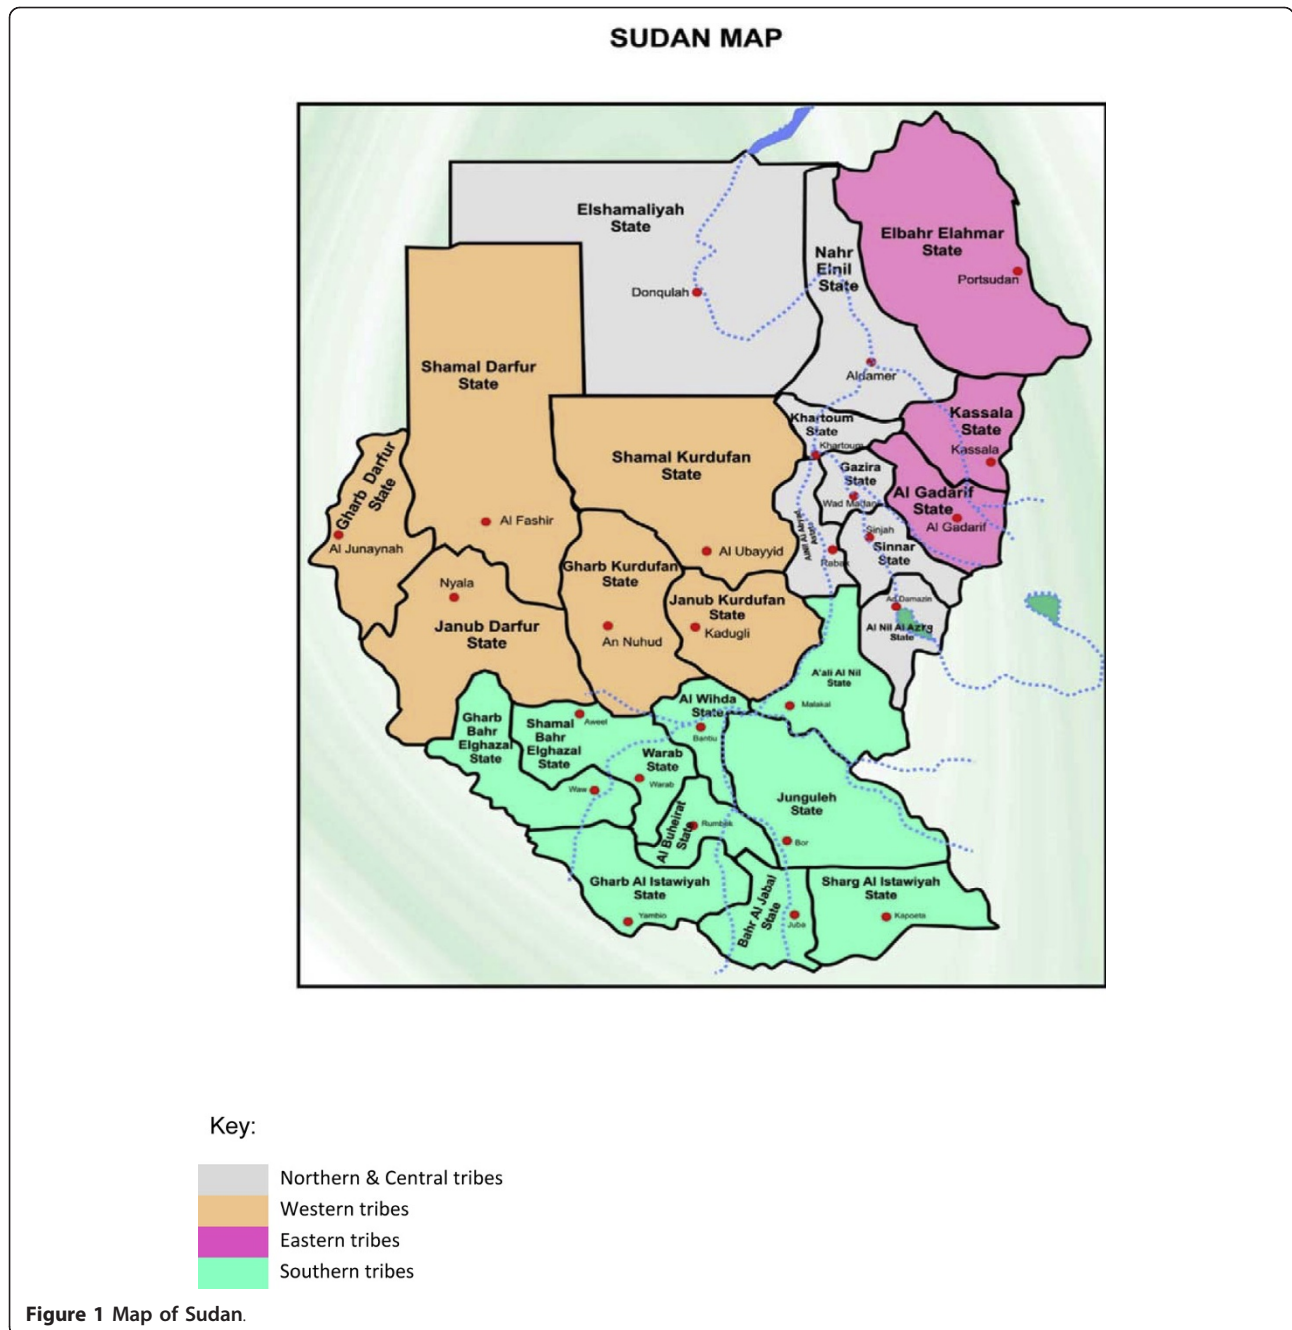 SUDAN MAP
Elshamaliyah
State
Elbahr Elahmar
State
Nahr
Elnil
State
Portsudan
Donqulah
Shamal Darfur
State
Aldamer
Khartoum
State
Khartoum
Kassala
State
Kassala
Shamal Kurdufan
State
Gazira
State
Wad Madani
Al Gadarif
State
Al Gadarif
Gharb Darfur
State
Al Junaynah
Al Fashir
Al Ubayyid
State
Rabak
Sinjah
Sinnar
State
Gharb Kurdufan
State
An Nuhud
Janub Kurdufan
State
Kadugli
Nyala
Janub Darfur
State
Ad Damazin
Al Nil Al Azrg
State
A'ali Al Nil
State
Malakal
Al Wihda
State
Bantiu
Gharb
Bahr
Elghazal
State
Shamal
Bahr
Elghazal
State
Aweel
Warab
State
Warab
Waw
Junguleh
State
Bor
Al Buheirat
State
Rumbek
Gharb Al Istawiyah
State
Yambio
Bahr Al Jabal
State
Juba
Sharg Al Istawiyah
State
Kapoeta
Key:
Northern & Central tribes
Western tribes
Eastern tribes
Southern tribes
Figure 1 Map of Sudan.